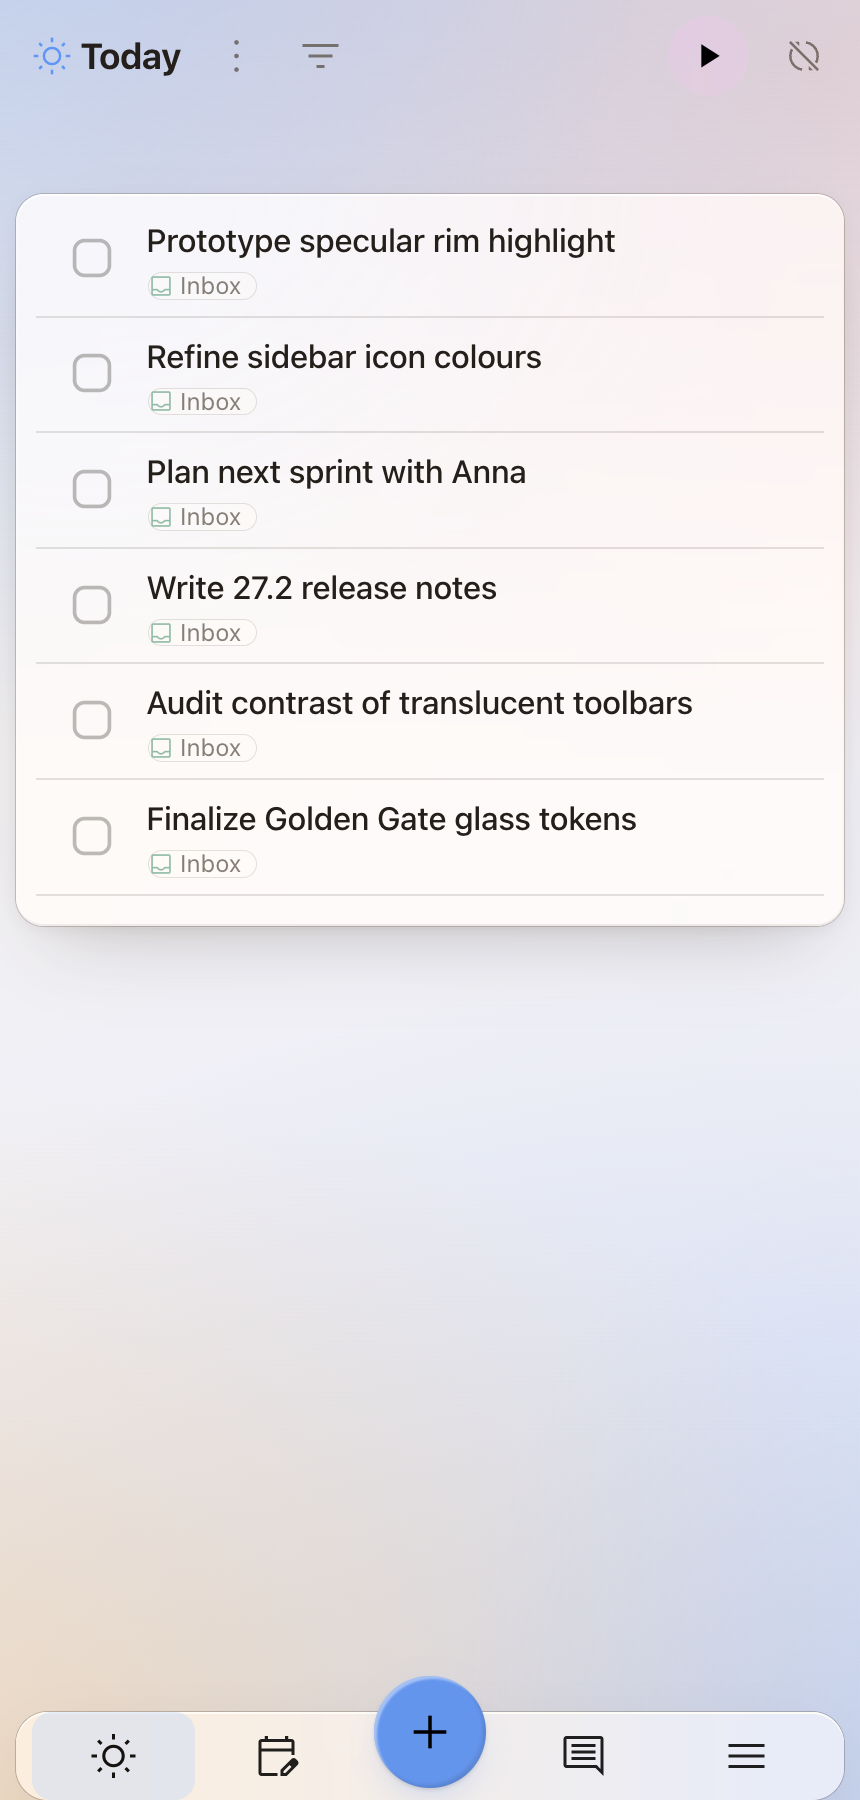 Today
Prototype specular rim highlight
Inbox
Refine sidebar icon colours
Inbox
Plan next sprint with Anna
Inbox
Write 27.2 release notes
Inbox
Audit contrast of translucent toolbars
Inbox
Finalize Golden Gate glass tokens
Inbox